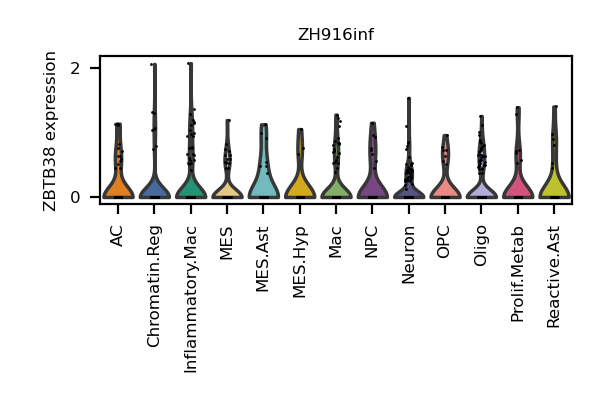 ZH916inf
ZBTB38 expression
2
0
AC
Chromatin.Reg
Inflammatory.Mac
MES
MES.Ast
MES.Hyp
Mac
NPC
Neuron
OPC
Oligo
Prolif.Metab
Reactive.Ast